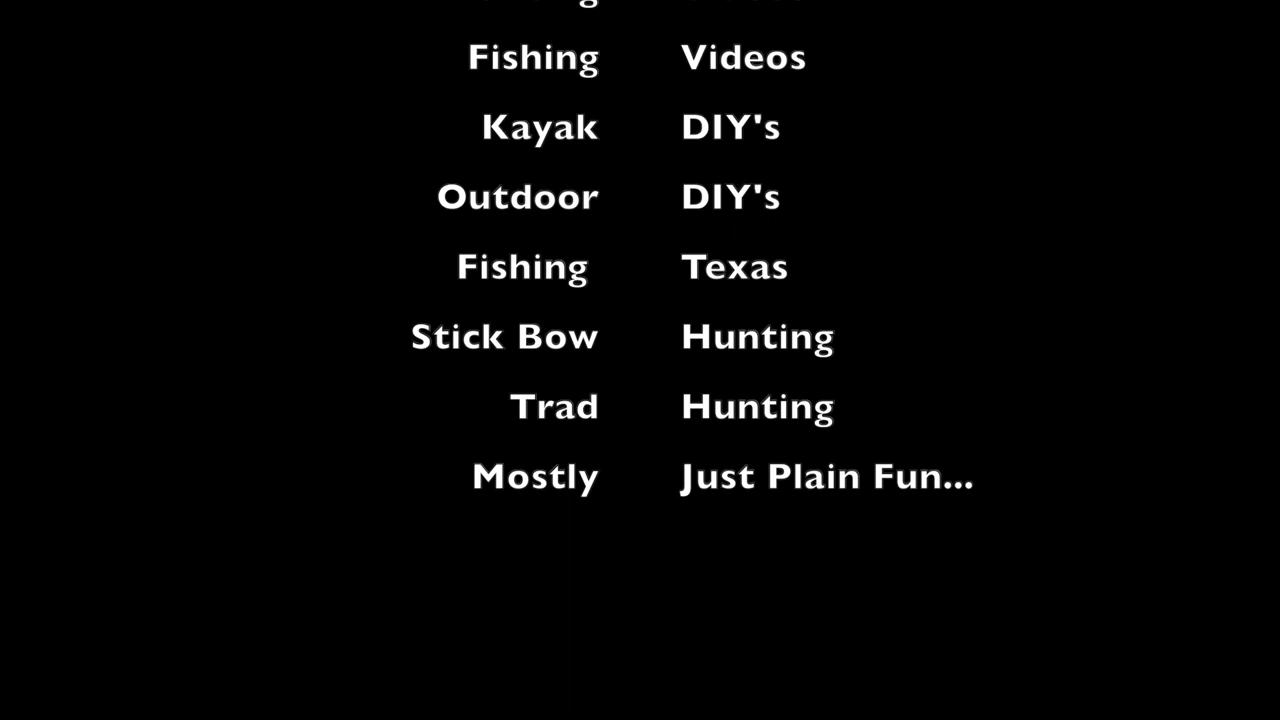 Fishing Videos
Kayak DIY's
Outdoor DIY's
Fishing Texas
Stick Bow Hunting
Trad Hunting
Mostly Just Plain Fun...